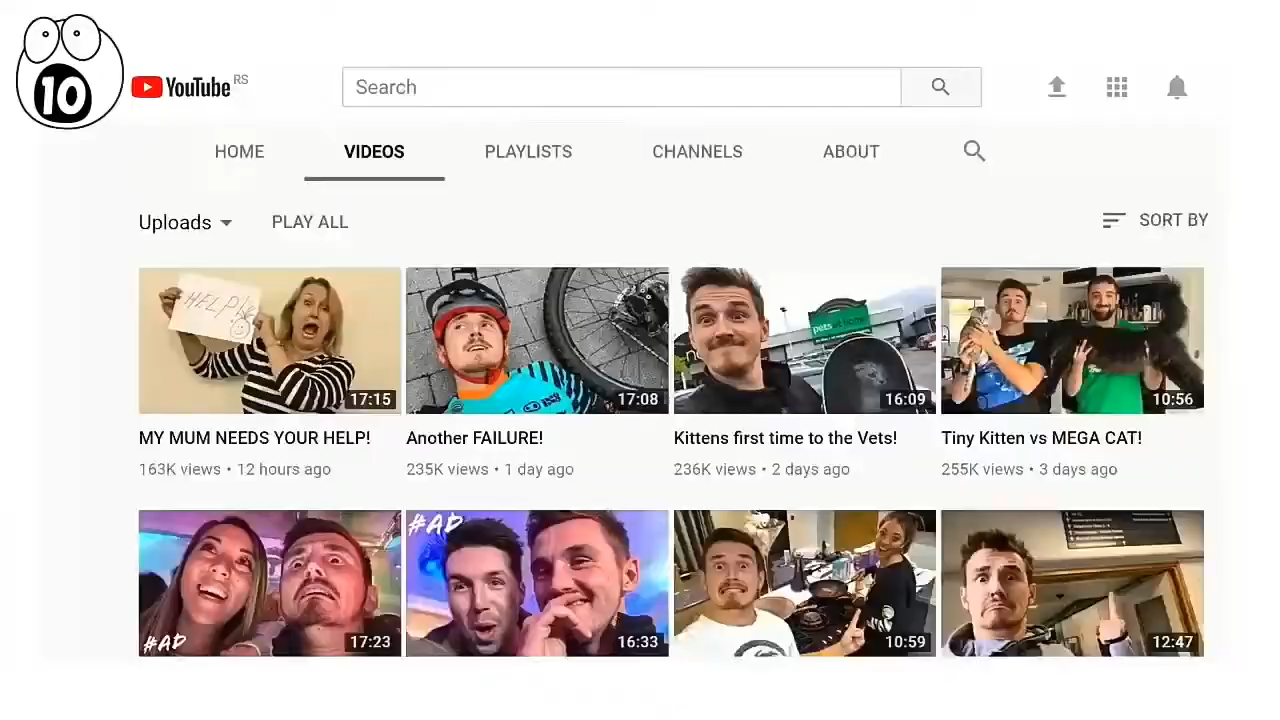 10
YouTube RS
Search
HOME VIDEOS PLAYLISTS CHANNELS ABOUT
Uploads PLAY ALL SORT BY
HELP
pets at home
17:15 17:08 16:09 10:56
MY MUM NEEDS YOUR HELP! Another FAILURE! Kittens first time to the Vets! Tiny Kitten vs MEGA CAT!
163K views • 12 hours ago 235K views • 1 day ago 236K views • 2 days ago 255K views • 3 days ago
#AD
#AD 17:23 16:33 10:59 12:47